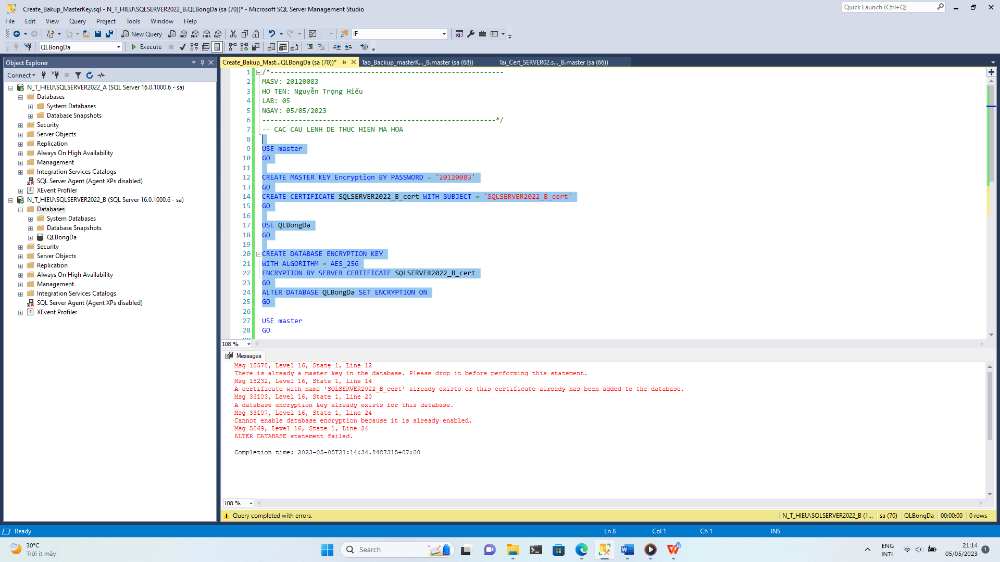 Create_Bakup_MasterKey.sql - N_T_HIEU\SQLSERVER2022_B.QLBongDa (sa (70))* - Microsoft SQL Server Management Studio
Quick Launch (Ctrl+Q)
File Edit View Query Project Tools Window Help
New Query MDX DMX XMLA DAX IF
QLBongDa Execute
Object Explorer
Connect
N_T_HIEU\SQLSERVER2022_A (SQL Server 16.0.1000.6 - sa)
Databases
System Databases
Database Snapshots
Security
Server Objects
Replication
Always On High Availability
Management
Integration Services Catalogs
SQL Server Agent (Agent XPs disabled)
XEvent Profiler
N_T_HIEU\SQLSERVER2022_B (SQL Server 16.0.1000.6 - sa)
Databases
System Databases
Database Snapshots
QLBongDa
Security
Server Objects
Replication
Always On High Availability
Management
Integration Services Catalogs
SQL Server Agent (Agent XPs disabled)
XEvent Profiler
Create_Bakup_Mast...QLBongDa (sa (70))* Tao_Backup_masterK..._B.master (sa (68)) Tai_Cert_SERVER02.s..._B.master (sa (66))
1 /*----------------------------------------------------------
2 MASV: 20120083
3 HO TEN: Nguyễn Trọng Hiếu
4 LAB: 05
5 NGAY: 05/05/2023
6 ----------------------------------------------------------*/
7 -- CAC CAU LENH DE THUC HIEN MA HOA
8
9 USE master
10 GO
11
12 CREATE MASTER KEY Encryption BY PASSWORD = '20120083'
13 GO
14 CREATE CERTIFICATE SQLSERVER2022_B_cert WITH SUBJECT = 'SQLSERVER2022_B_cert'
15 GO
16
17 USE QLBongDa
18 GO
19
20 CREATE DATABASE ENCRYPTION KEY
21 WITH ALGORITHM = AES_256
22 ENCRYPTION BY SERVER CERTIFICATE SQLSERVER2022_B_cert
23 GO
24 ALTER DATABASE QLBongDa SET ENCRYPTION ON
25 GO
26
27 USE master
28 GO
108 %
Messages
Msg 15578, Level 16, State 1, Line 12
There is already a master key in the database. Please drop it before performing this statement.
Msg 15232, Level 16, State 1, Line 14
A certificate with name 'SQLSERVER2022_B_cert' already exists or this certificate already has been added to the database.
Msg 33103, Level 16, State 1, Line 20
A database encryption key already exists for this database.
Msg 33107, Level 16, State 1, Line 24
Cannot enable database encryption because it is already enabled.
Msg 5069, Level 16, State 1, Line 24
ALTER DATABASE statement failed.
Completion time: 2023-05-05T21:14:34.8487315+07:00
108 %
Query completed with errors. N_T_HIEU\SQLSERVER2022_B (1... sa (70) QLBongDa 00:00:00 0 rows
Ready Ln 8 Col 1 Ch 1 INS
30°C
Trời ít mây
Search
ENG
INTL
21:14
05/05/2023
1